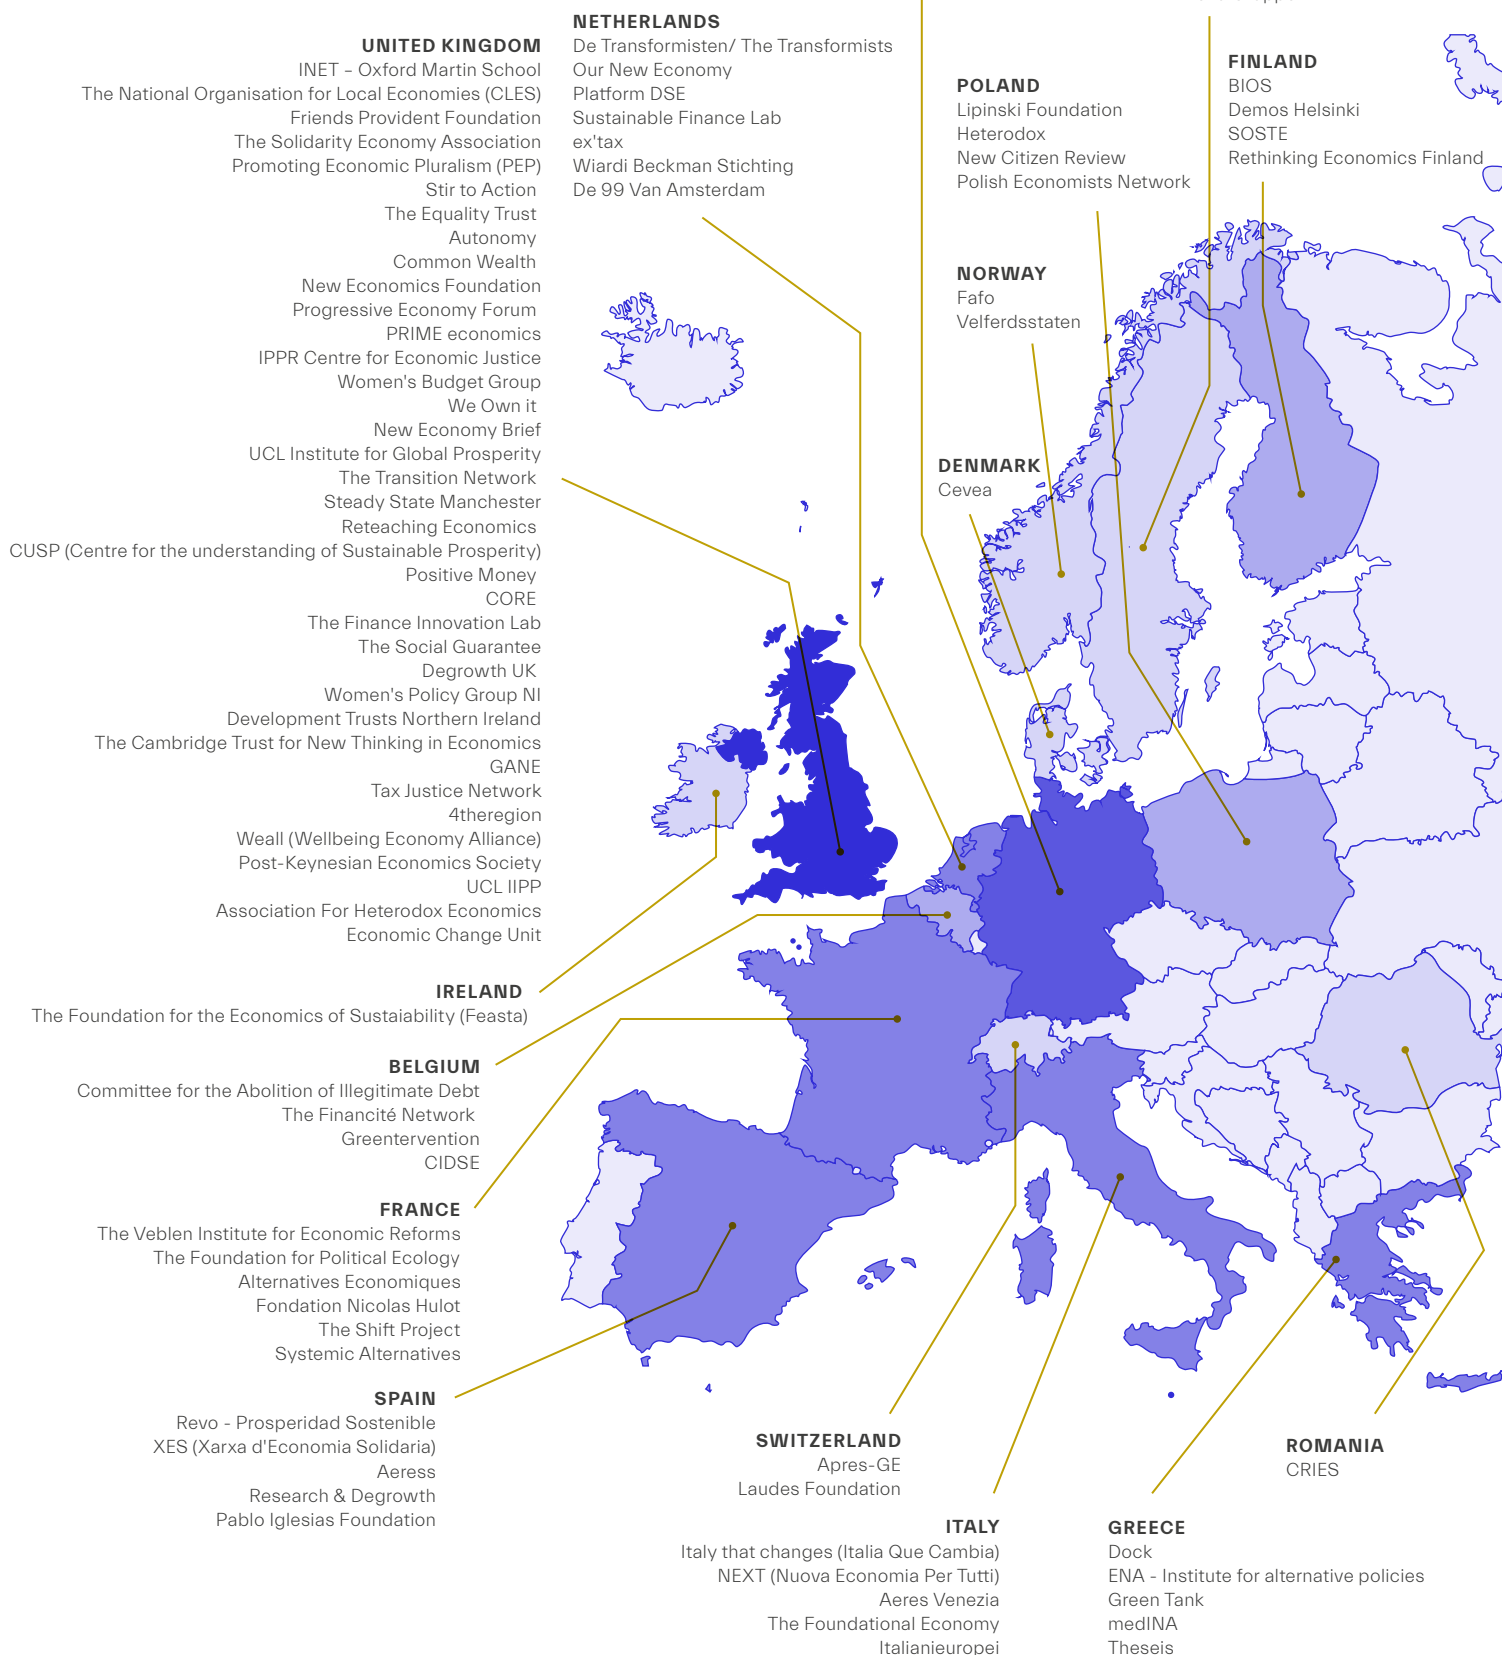 NETHERLANDS
De Transformisten/ The Transformists
Our New Economy
Platform DSE
Sustainable Finance Lab
ex'tax
Wiardi Beckman Stichting
De 99 Van Amsterdam
UNITED KINGDOM
INET – Oxford Martin School
The National Organisation for Local Economies (CLES)
Friends Provident Foundation
The Solidarity Economy Association
Promoting Economic Pluralism (PEP)
Stir to Action
The Equality Trust
Autonomy
Common Wealth
New Economics Foundation
Progressive Economy Forum
PRIME economics
IPPR Centre for Economic Justice
Women's Budget Group
We Own it
New Economy Brief
UCL Institute for Global Prosperity
The Transition Network
Steady State Manchester
Reteaching Economics
CUSP (Centre for the understanding of Sustainable Prosperity)
Positive Money
CORE
The Finance Innovation Lab
The Social Guarantee
Degrowth UK
Women's Policy Group NI
Development Trusts Northern Ireland
The Cambridge Trust for New Thinking in Economics
GANE
Tax Justice Network
4theregion
Weall (Wellbeing Economy Alliance)
Post-Keynesian Economics Society
UCL IIPP
Association For Heterodox Economics
Economic Change Unit
POLAND
Lipinski Foundation
Heterodox
New Citizen Review
Polish Economists Network
FINLAND
BIOS
Demos Helsinki
SOSTE
Rethinking Economics Finland
NORWAY
Fafo
Velferdsstaten
DENMARK
Cevea
IRELAND
The Foundation for the Economics of Sustaiability (Feasta)
BELGIUM
Committee for the Abolition of Illegitimate Debt
The Financité Network
Greentervention
CIDSE
FRANCE
The Veblen Institute for Economic Reforms
The Foundation for Political Ecology
Alternatives Economiques
Fondation Nicolas Hulot
The Shift Project
Systemic Alternatives
SPAIN
Revo - Prosperidad Sostenible
XES (Xarxa d'Economia Solidaria)
Aeress
Research & Degrowth
Pablo Iglesias Foundation
SWITZERLAND
Apres-GE
Laudes Foundation
ROMANIA
CRIES
ITALY
Italy that changes (Italia Que Cambia)
NEXT (Nuova Economia Per Tutti)
Aeres Venezia
The Foundational Economy
Italianieuropei
GREECE
Dock
ENA - Institute for alternative policies
Green Tank
medINA
Theseis